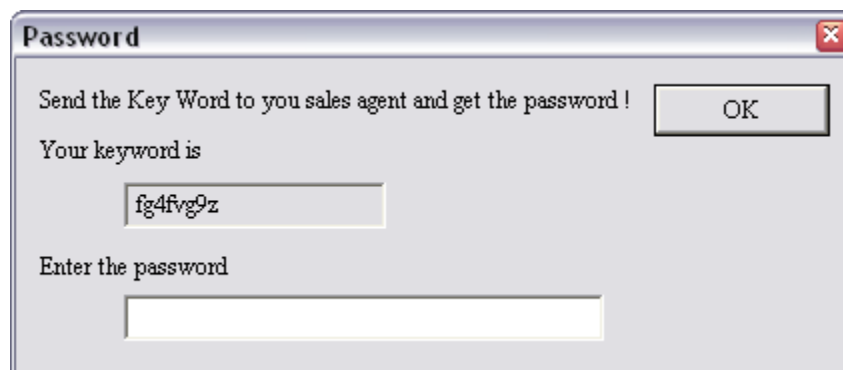 Password
Send the Key Word to you sales agent and get the password !
OK
Your keyword is
fg4fvg9z
Enter the password